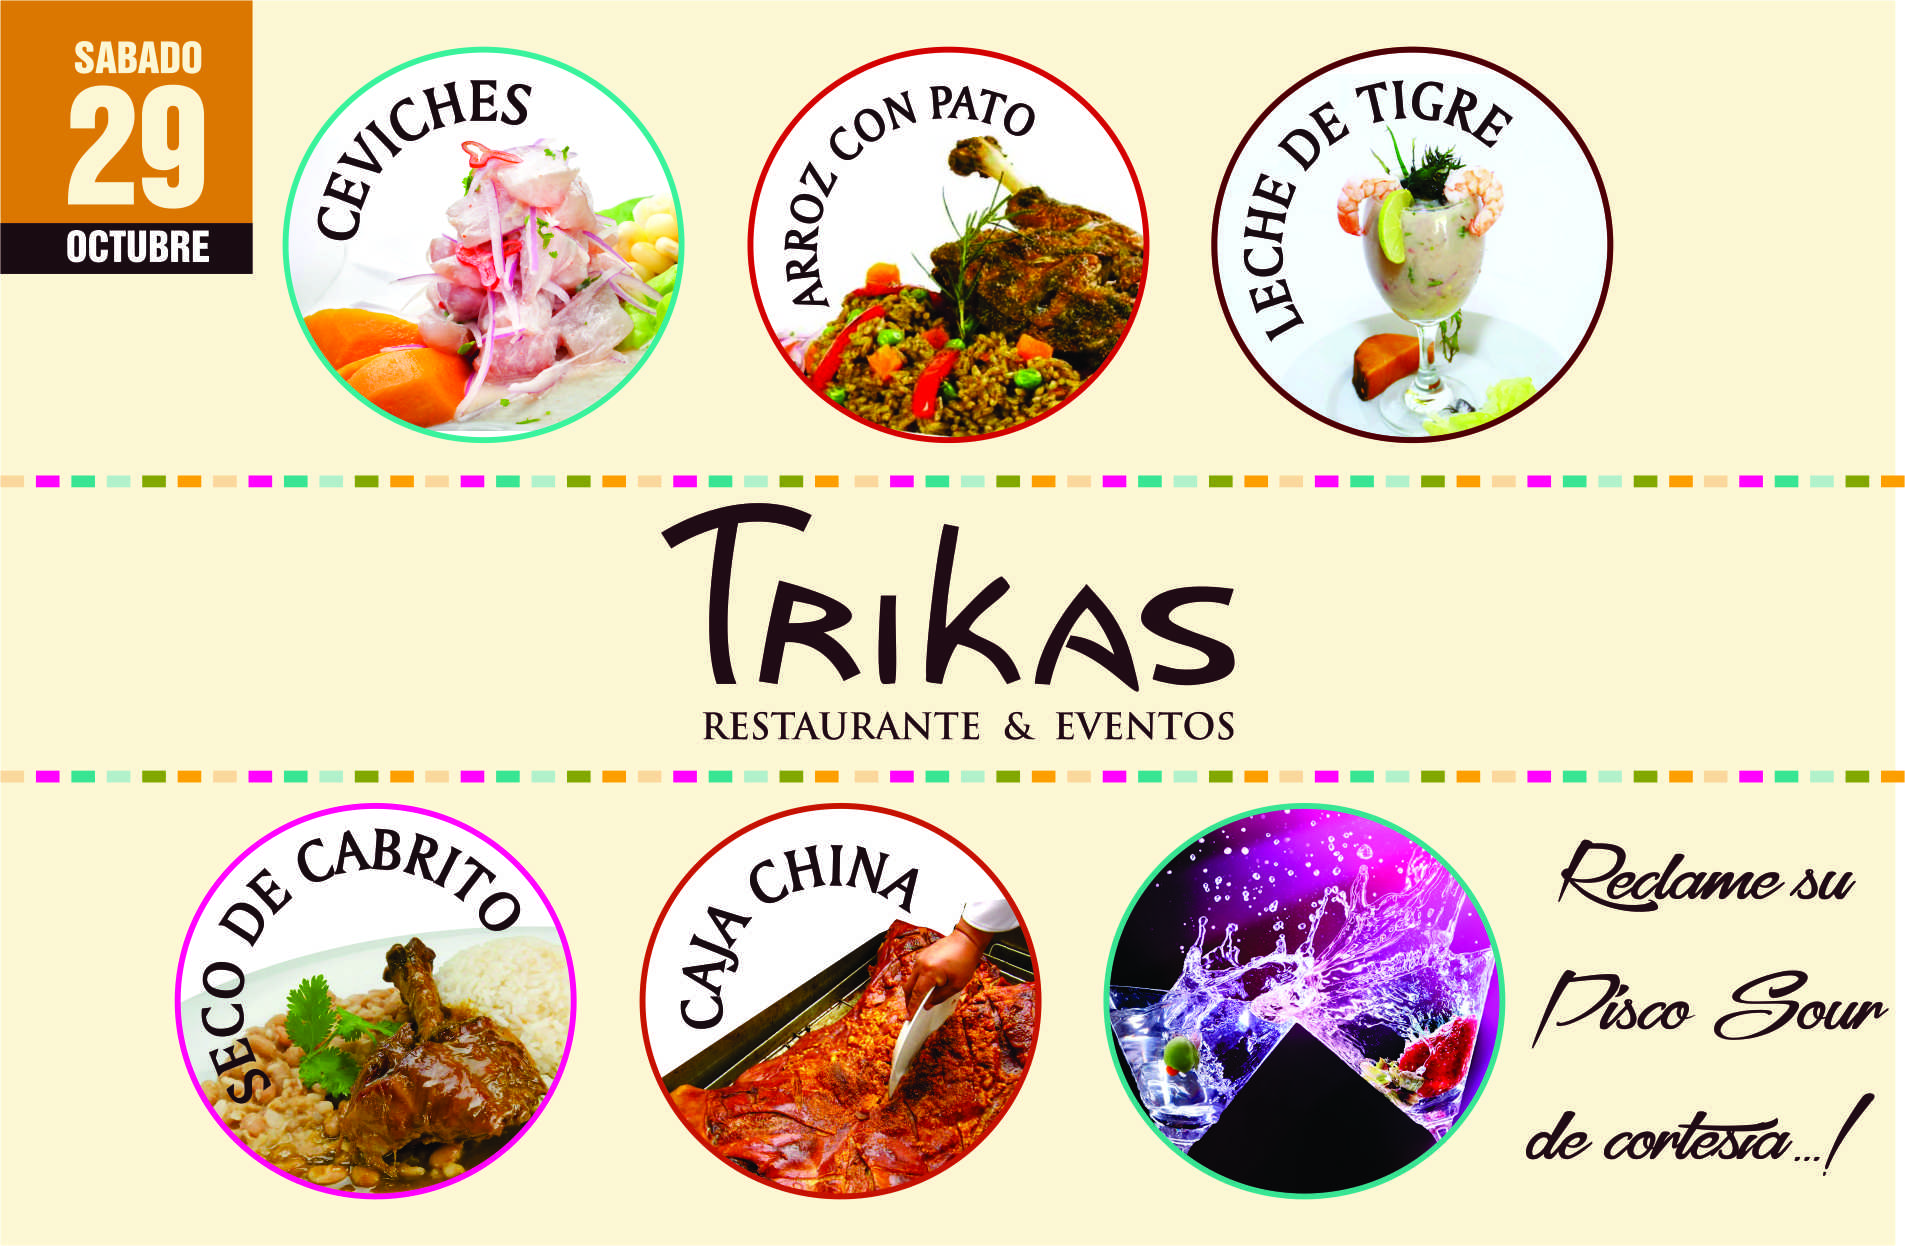 SABADO
29
OCTUBRE
CEVICHES
ARROZ CON PATO
LECHE DE TIGRE
TRIKAS
RESTAURANTE & EVENTOS
SECO DE CABRITO
CAJA CHINA
Reclame su
Pisco Sour
de cortesía...!